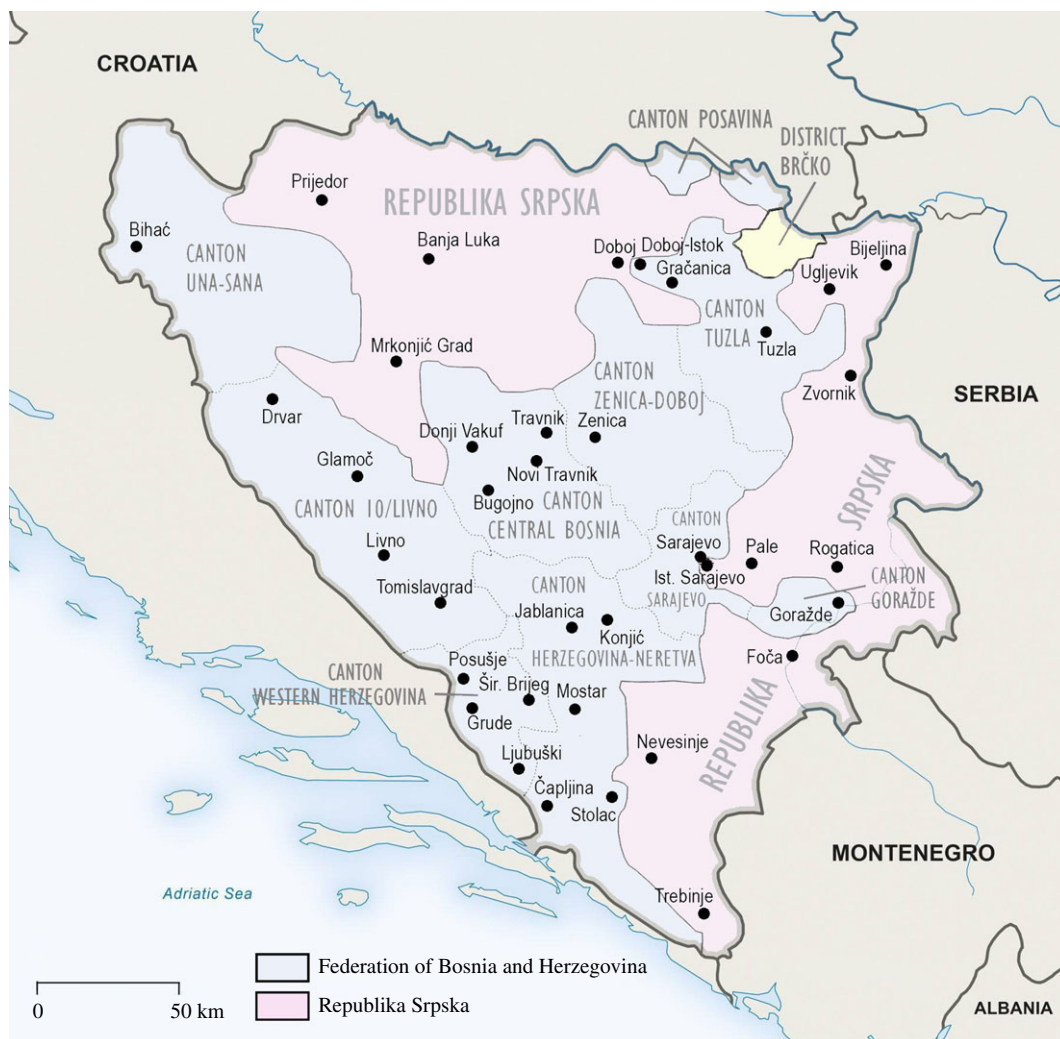 CROATIA
CANTON POSAVINA
DISTRICT
BRČKO
Prijedor
REPUBLIKA SRPSKA
Bihać
CANTON
UNA-SANA
Banja Luka
Doboj
Doboj-Istok
Gračanica
Bijeljina
Ugljevik
CANTON
TUZLA
Tuzla
Mrkonjić Grad
CANTON
ZENICA-DOBOJ
Zvornik
SERBIA
Drvar
Travnik
Zenica
Donji Vakuf
Glamoč
Novi Travnik
Bugojno
CANTON
CENTRAL BOSNIA
CANTON 10/LIVNO
SRPSKA
CANTON
Sarajevo
Pale
Rogatica
Livno
Ist. Sarajevo
SARAJEVO
CANTON
GORAŽDE
Tomislavgrad
CANTON
Jablanica
Konjić
Goražde
HERZEGOVINA-NERETVA
Foča
Posušje
CANTON
WESTERN HERZEGOVINA
Šir. Brijeg
Mostar
Grude
REPUBLIKA
Nevesinje
Ljubuški
Čapljina
Stolac
MONTENEGRO
Adriatic Sea
Trebinje
Federation of Bosnia and Herzegovina
Republika Srpska
0 50 km
ALBANIA